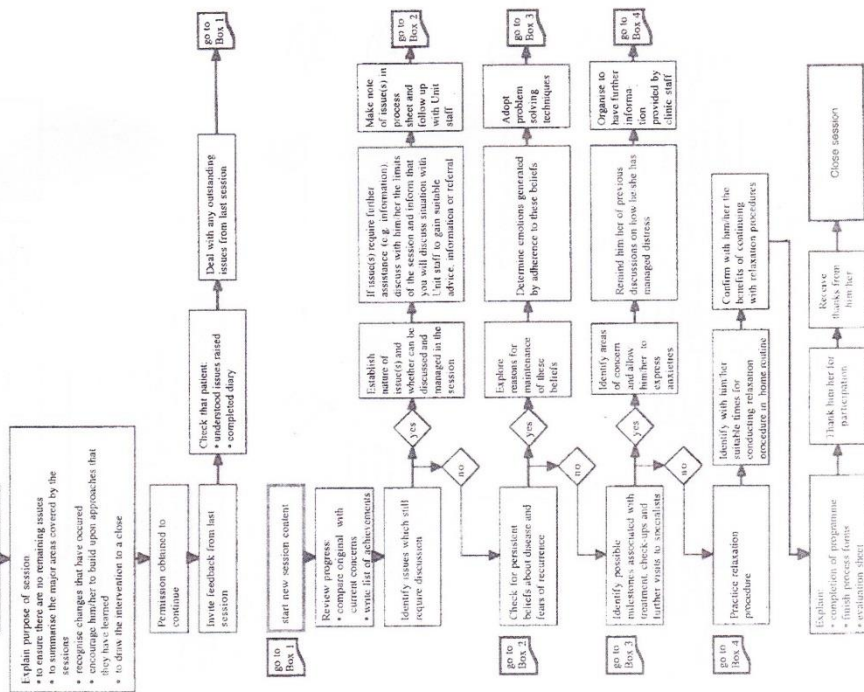 Explain purpose of session
• to ensure there are no remaining issues
• to summarise the major areas covered by the
sessions
• recognise changes that have occured
• encourage him/her to build upon approaches that
they have learned
• to draw the intervention to a close
Permission obtained to
continue
Invite feedback from last
session
Check that patient:
• understood issues raised
• completed diary
Deal with any outstanding
issues from last session
go to
Box 1
start new session content
go to
Box 1
Review progress:
• compare original with
current concerns
• write list of achievements
Identify issues which still
require discussion
yes
no
Establish
nature of
issue(s) and
whether can be
discussed and
managed in the
session
If issue(s) require further
assistance (e.g. information).
discuss with him/her the limits
of the session and inform that
you will discuss situation with
Unit staff to gain suitable
advice, information or referral
Make note
of issue(s) in
process
sheet and
follow up
with Unit
staff
go to
Box 2
go to
Box 2
Check for persistent
beliefs about disease and
fears of recurrence
yes
no
Explore
reasons for
maintenance
of these
beliefs
Determine emotions generated
by adherence to these beliefs
Adopt
problem
solving
techniques
go to
Box 3
go to
Box 3
Identify possible
milestones associated with
treatment, check-ups and
further visits to specialists
yes
no
Identify areas
of concern
and allow
him/her to
express
anxieties
Remind him her of previous
discussions on how he she has
managed distress
Organise to
have further
informa
tion
provided by
clinic staff
go to
Box 4
go to
Box 4
Practice relaxation
procedure
Identify with him/her
suitable times for
conducting relaxation
procedure in home routine
Confirm with him/her the
benefits of continuing
with relaxation procedures
Explain:
• completion of programme
• finish process forms
• evaluation sheet
Thank him/her for
participation
Receive
thanks from
him her
Close session